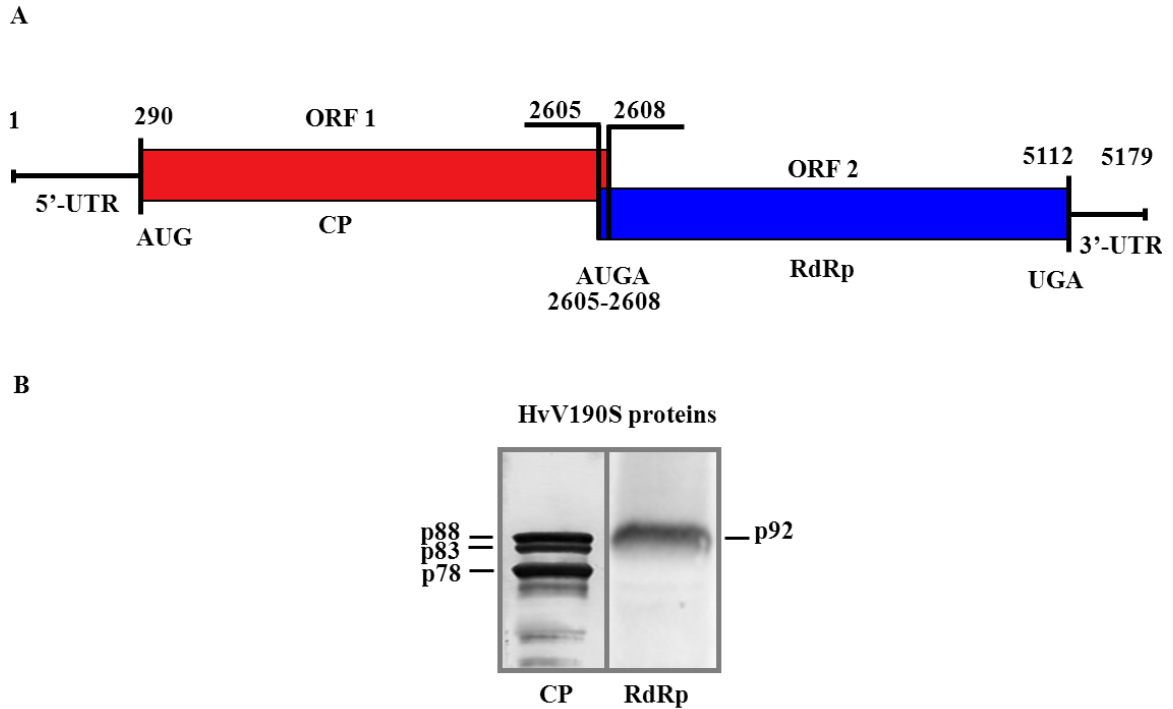 A
1
290
ORF 1
2605
2608
ORF 2
5112
5179
5’-UTR
AUG
CP
AUGA
2605-2608
RdRp
UGA
3’-UTR
B
HvV190S proteins
p88
p83
p78
p92
CP
RdRp